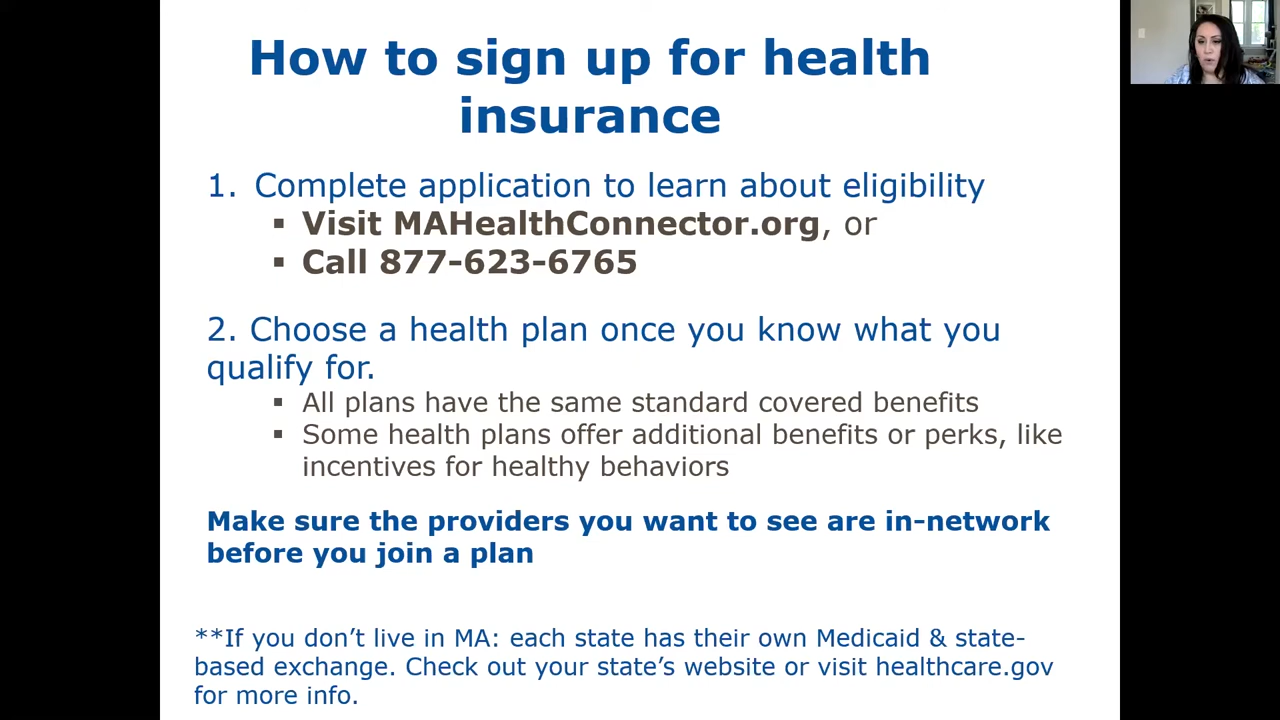 How to sign up for health
insurance
1. Complete application to learn about eligibility
▪ Visit MAHealthConnector.org, or
▪ Call 877-623-6765
2. Choose a health plan once you know what you
qualify for.
▪ All plans have the same standard covered benefits
▪ Some health plans offer additional benefits or perks, like
incentives for healthy behaviors
Make sure the providers you want to see are in-network
before you join a plan
**If you don’t live in MA: each state has their own Medicaid & state-
based exchange. Check out your state’s website or visit healthcare.gov
for more info.